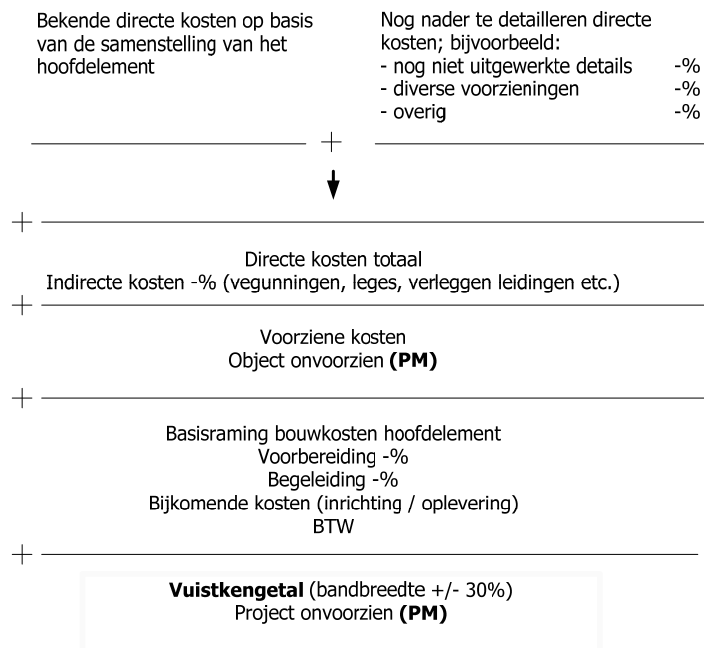 Bekende directe kosten op basis
van de samenstelling van het
hoofdelement
Nog nader te detailleren directe
kosten; bijvoorbeeld:
- nog niet uitgewerkte details -%
- diverse voorzieningen -%
- overig -%
Directe kosten totaal
Indirecte kosten -% (vegunningen, leges, verleggen leidingen etc.)
Voorziene kosten
Object onvoorzien (PM)
Basisraming bouwkosten hoofdelement
Voorbereiding -%
Begeleiding -%
Bijkomende kosten (inrichting / oplevering)
BTW
Vuistkengetal (bandbreedte +/- 30%)
Project onvoorzien (PM)